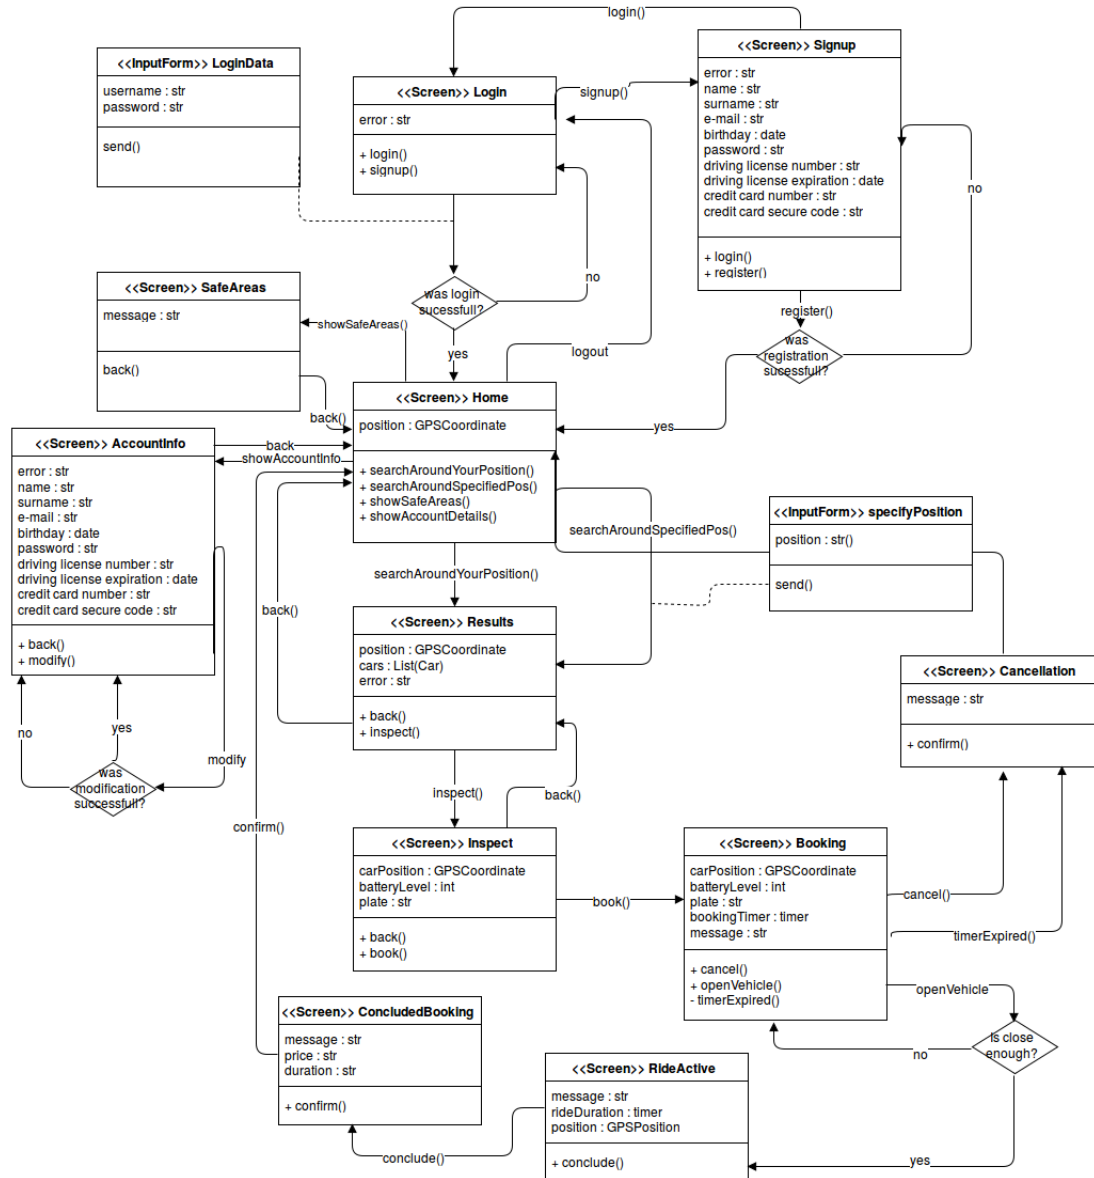 login()
<<Screen>> Signup
error : str
name : str
surname : str
e-mail : str
birthday : date
password : str
driving license number : str
driving license expiration : date
credit card number : str
credit card secure code : str
+ login()
+ register()
<<InputForm>> LoginData
username : str
password : str
send()
<<Screen>> Login
error : str
+ login()
+ signup()
signup()
no
register()
was
registration
sucessfull?
yes
was login
sucessfull?
no
yes
logout
<<Screen>> SafeAreas
message : str
back()
showSafeAreas()
back()
<<Screen>> Home
position : GPSCoordinate
+ searchAroundYourPosition()
+ searchAroundSpecifiedPos()
+ showSafeAreas()
+ showAccountDetails()
<<Screen>> AccountInfo
error : str
name : str
surname : str
e-mail : str
birthday : date
password : str
driving license number : str
driving license expiration : date
credit card number : str
credit card secure code : str
+ back()
+ modify()
back
showAccountInfo
no
yes
was
modification
successfull?
modify
searchAroundSpecifiedPos()
<<InputForm>> specifyPosition
position : str()
send()
searchAroundYourPosition()
back()
<<Screen>> Results
position : GPSCoordinate
cars : List(Car)
error : str
+ back()
+ inspect()
<<Screen>> Cancellation
message : str
+ confirm()
inspect()
back()
confirm()
<<Screen>> Inspect
carPosition : GPSCoordinate
batteryLevel : int
plate : str
+ back()
+ book()
book()
<<Screen>> Booking
carPosition : GPSCoordinate
batteryLevel : int
plate : str
bookingTimer : timer
message : str
+ cancel()
+ openVehicle()
- timerExpired()
cancel()
timerExpired()
openVehicle
Is close
enough?
no
yes
<<Screen>> ConcludedBooking
message : str
price : str
duration : str
+ confirm()
<<Screen>> RideActive
message : str
rideDuration : timer
position : GPSPosition
+ conclude()
conclude()